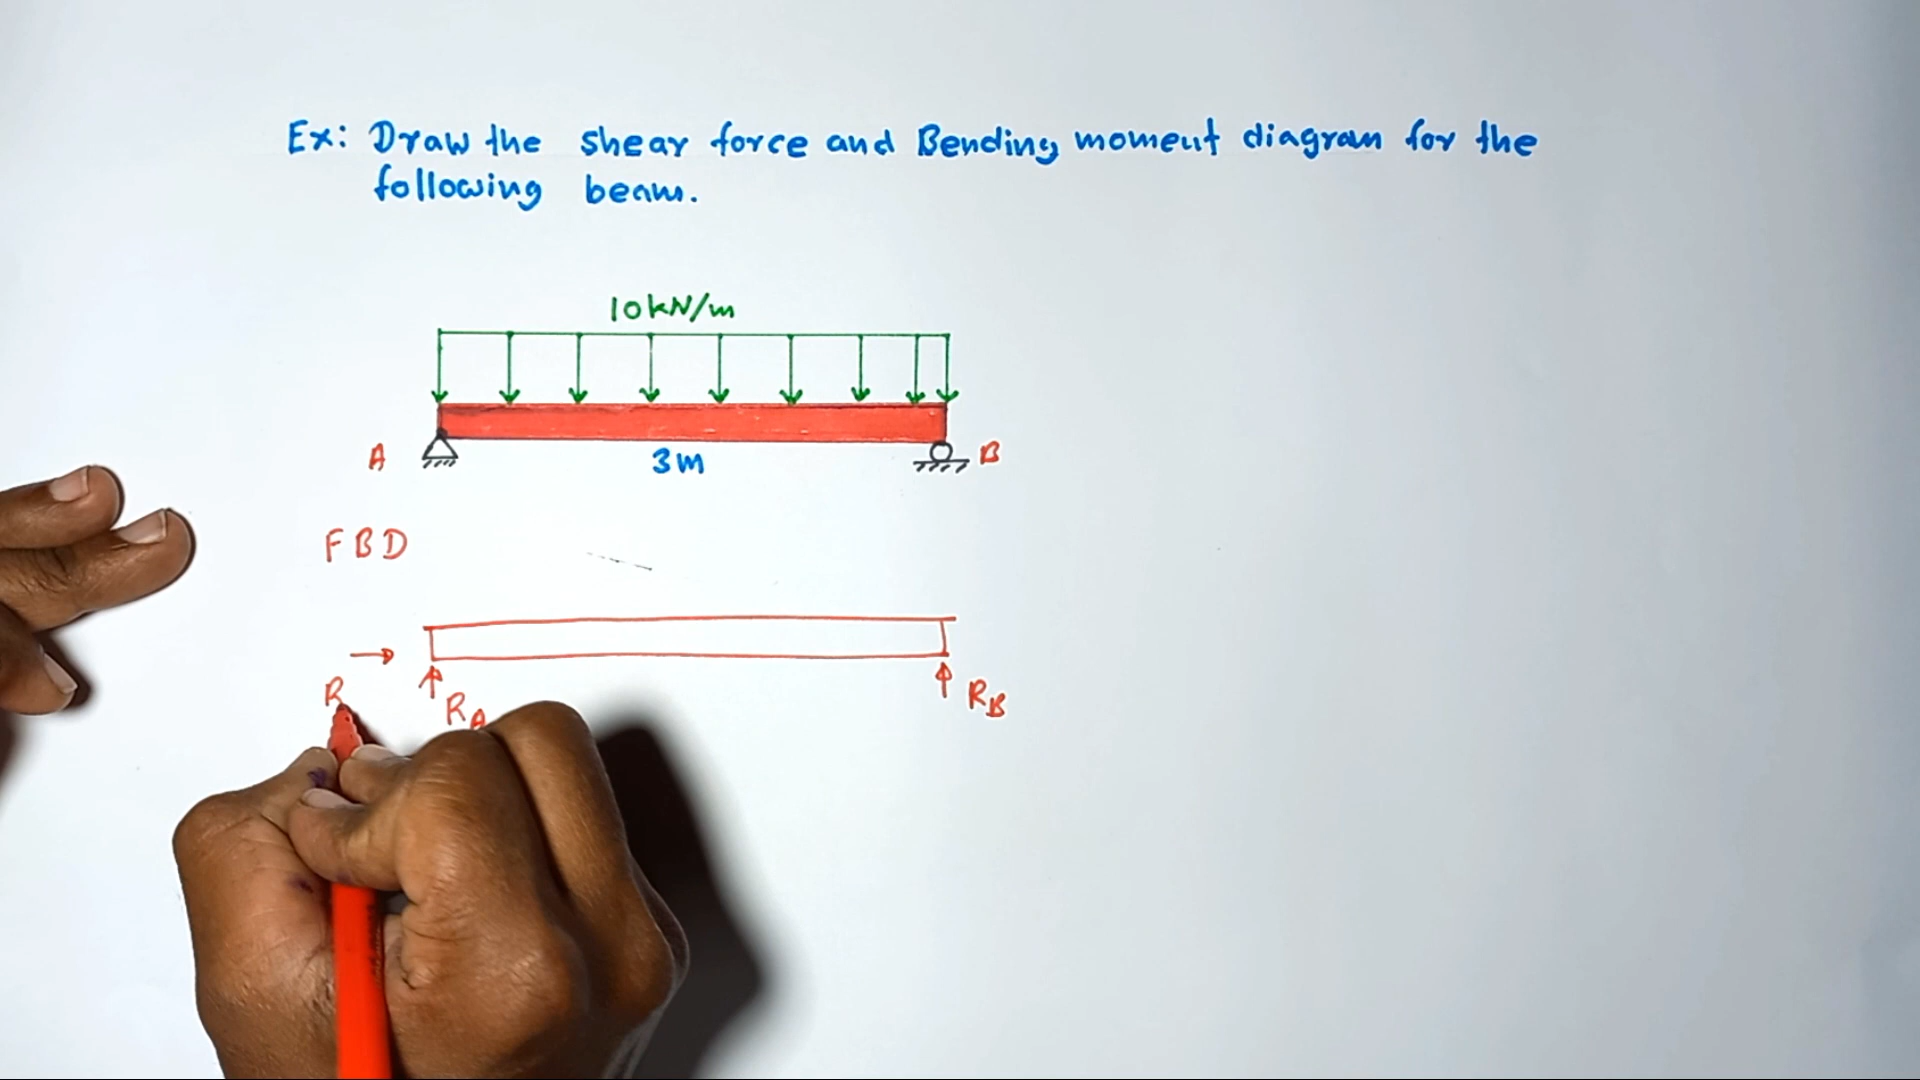 Ex: Draw the shear force and Bending moment diagram for the
following beam.
10kN/m
A
3m
B
FBD
R
RA
RB